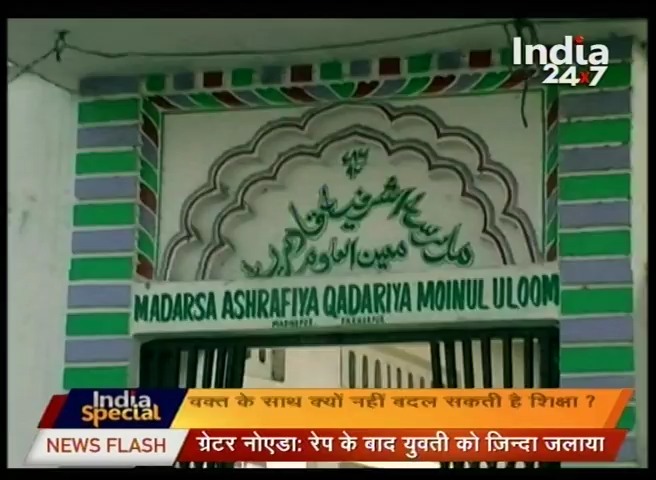 India
24x7
٧٨٦
مدرسہ اشرفیہ قادریہ
معین العلوم
MADARSA ASHRAFIYA QADARIYA MOINUL ULOOM
India
Special
वक्त के साथ क्यों नहीं बदल सकती है शिक्षा ?
NEWS FLASH
ग्रेटर नोएडा: रेप के बाद युवती को ज़िन्दा जलाया